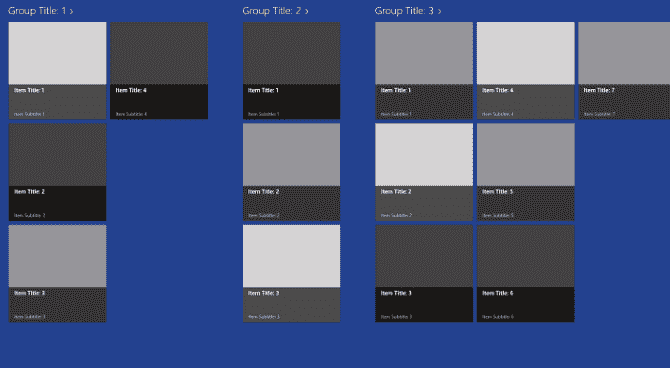 Group Title: 1 ›
Item Title: 1
Item Subtitle: 1
Item Title: 2
Item Subtitle: 2
Item Title: 3
Item Subtitle: 3
Item Title: 4
Item Subtitle: 4
Group Title: 2 ›
Item Title: 1
Item Subtitle: 1
Item Title: 2
Item Subtitle: 2
Item Title: 3
Item Subtitle: 3
Group Title: 3 ›
Item Title: 1
Item Subtitle: 1
Item Title: 2
Item Subtitle: 2
Item Title: 3
Item Subtitle: 3
Item Title: 4
Item Subtitle: 4
Item Title: 5
Item Subtitle: 5
Item Title: 6
Item Subtitle: 6
Item Title: 7
Item Subtitle: 7